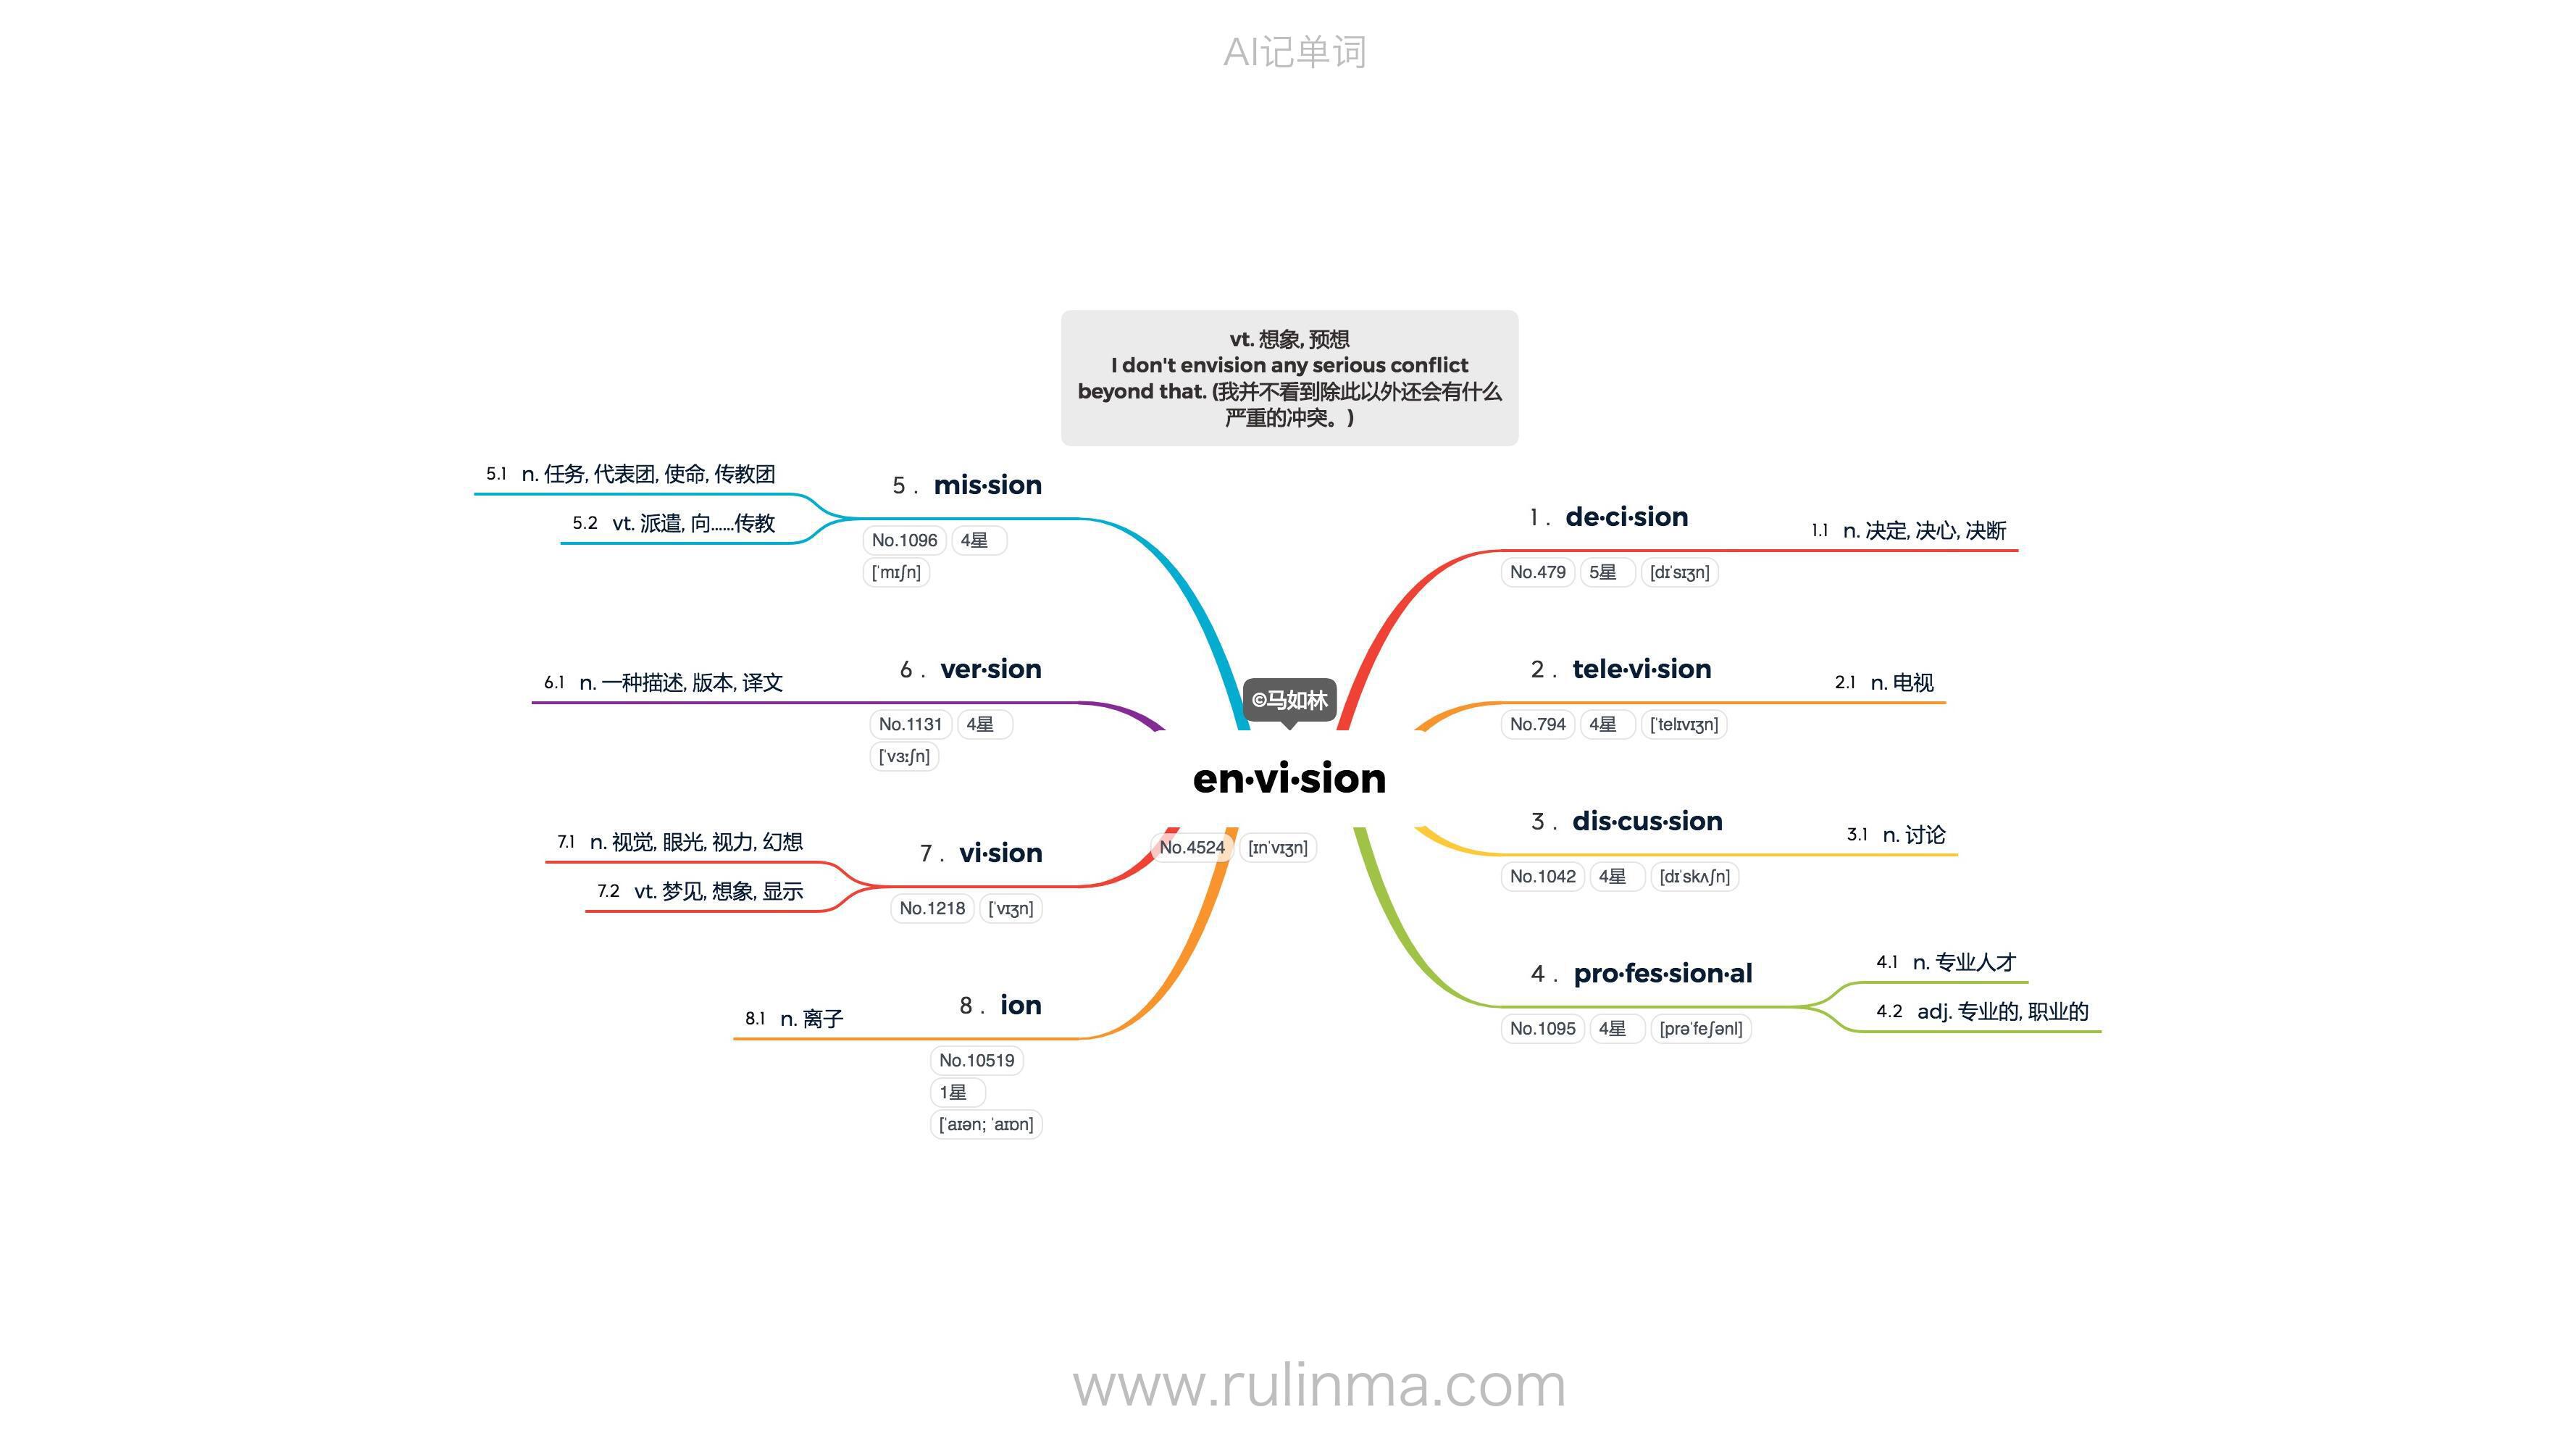 AI记单词
vt. 想象, 预想
I don't envision any serious conflict
beyond that. (我并不看到除此以外还会有什么
严重的冲突。)
©马如林
en·vi·sion
No.4524 [ɪnˈvɪʒn]
1 . de·ci·sion
No.479 5星 [dɪˈsɪʒn]
1.1 n. 决定, 决心, 决断
2 . tele·vi·sion
No.794 4星 [ˈtelɪvɪʒn]
2.1 n. 电视
3 . dis·cus·sion
No.1042 4星 [dɪˈskʌʃn]
3.1 n. 讨论
4 . pro·fes·sion·al
No.1095 4星 [prəˈfeʃənl]
4.1 n. 专业人才
4.2 adj. 专业的, 职业的
5 . mis·sion
No.1096 4星
[ˈmɪʃn]
5.1 n. 任务, 代表团, 使命, 传教团
5.2 vt. 派遣, 向……传教
6 . ver·sion
No.1131 4星
[ˈvɜːʃn]
6.1 n. 一种描述, 版本, 译文
7 . vi·sion
No.1218 [ˈvɪʒn]
7.1 n. 视觉, 眼光, 视力, 幻想
7.2 vt. 梦见, 想象, 显示
8 . ion
No.10519
1星
[ˈaɪən; ˈaɪɒn]
8.1 n. 离子
www.rulinma.com